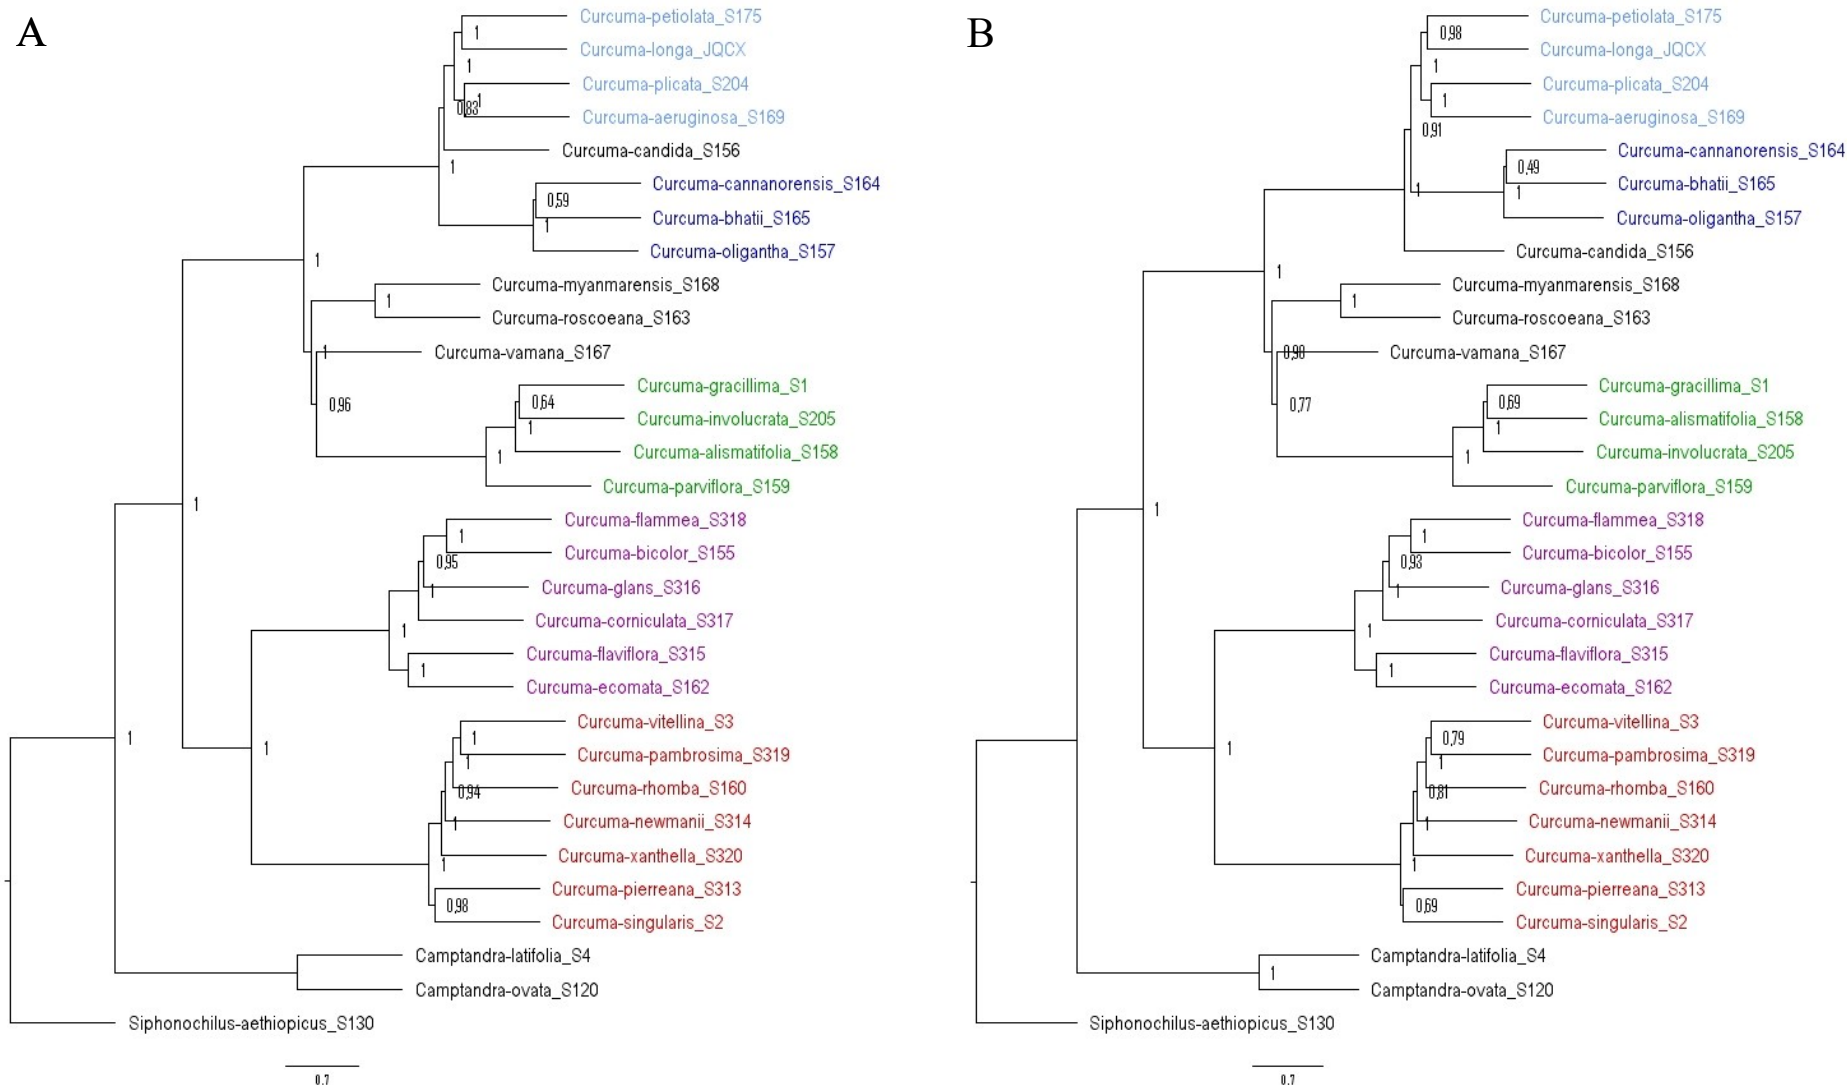 A
Curcuma-petiolata_S175
1
Curcuma-longa_JQCX
1
Curcuma-plicata_S204
1
0,83
Curcuma-aeruginosa_S169
Curcuma-candida_S156
1
Curcuma-cannanorensis_S164
0,59
Curcuma-bhatii_S165
1
Curcuma-oligantha_S157
1
Curcuma-myanmarensis_S168
1
Curcuma-roscoeana_S163
1
Curcuma-vamana_S167
Curcuma-gracillima_S1
0,64
0,96
Curcuma-involucrata_S205
1
Curcuma-alismatifolia_S158
1
Curcuma-parviflora_S159
1
Curcuma-flammea_S318
1
Curcuma-bicolor_S155
0,95
Curcuma-glans_S316
1
Curcuma-corniculata_S317
1
Curcuma-flaviflora_S315
1
Curcuma-ecomata_S162
Curcuma-vitellina_S3
1
1
1
Curcuma-pambrosima_S319
1
Curcuma-rhomba_S160
0,94
Curcuma-newmanii_S314
1
Curcuma-xanthella_S320
1
Curcuma-pierreana_S313
0,98
Curcuma-singularis_S2
Camptandra-latifolia_S4
Camptandra-ovata_S120
Siphonochilus-aethiopicus_S130
0.7
B
Curcuma-petiolata_S175
0,98
Curcuma-longa_JQCX
1
Curcuma-plicata_S204
1
Curcuma-aeruginosa_S169
0,91
Curcuma-cannanorensis_S164
0,49
Curcuma-bhatii_S165
1
1
Curcuma-oligantha_S157
Curcuma-candida_S156
1
Curcuma-myanmarensis_S168
1
Curcuma-roscoeana_S163
0,98
Curcuma-vamana_S167
Curcuma-gracillima_S1
0,69
0,77
Curcuma-alismatifolia_S158
1
Curcuma-involucrata_S205
1
Curcuma-parviflora_S159
1
Curcuma-flammea_S318
1
Curcuma-bicolor_S155
0,93
Curcuma-glans_S316
1
Curcuma-corniculata_S317
1
Curcuma-flaviflora_S315
1
Curcuma-ecomata_S162
Curcuma-vitellina_S3
0,79
1
Curcuma-pambrosima_S319
1
Curcuma-rhomba_S160
0,81
Curcuma-newmanii_S314
1
Curcuma-xanthella_S320
1
Curcuma-pierreana_S313
0,69
Curcuma-singularis_S2
Camptandra-latifolia_S4
1
Camptandra-ovata_S120
Siphonochilus-aethiopicus_S130
0.7